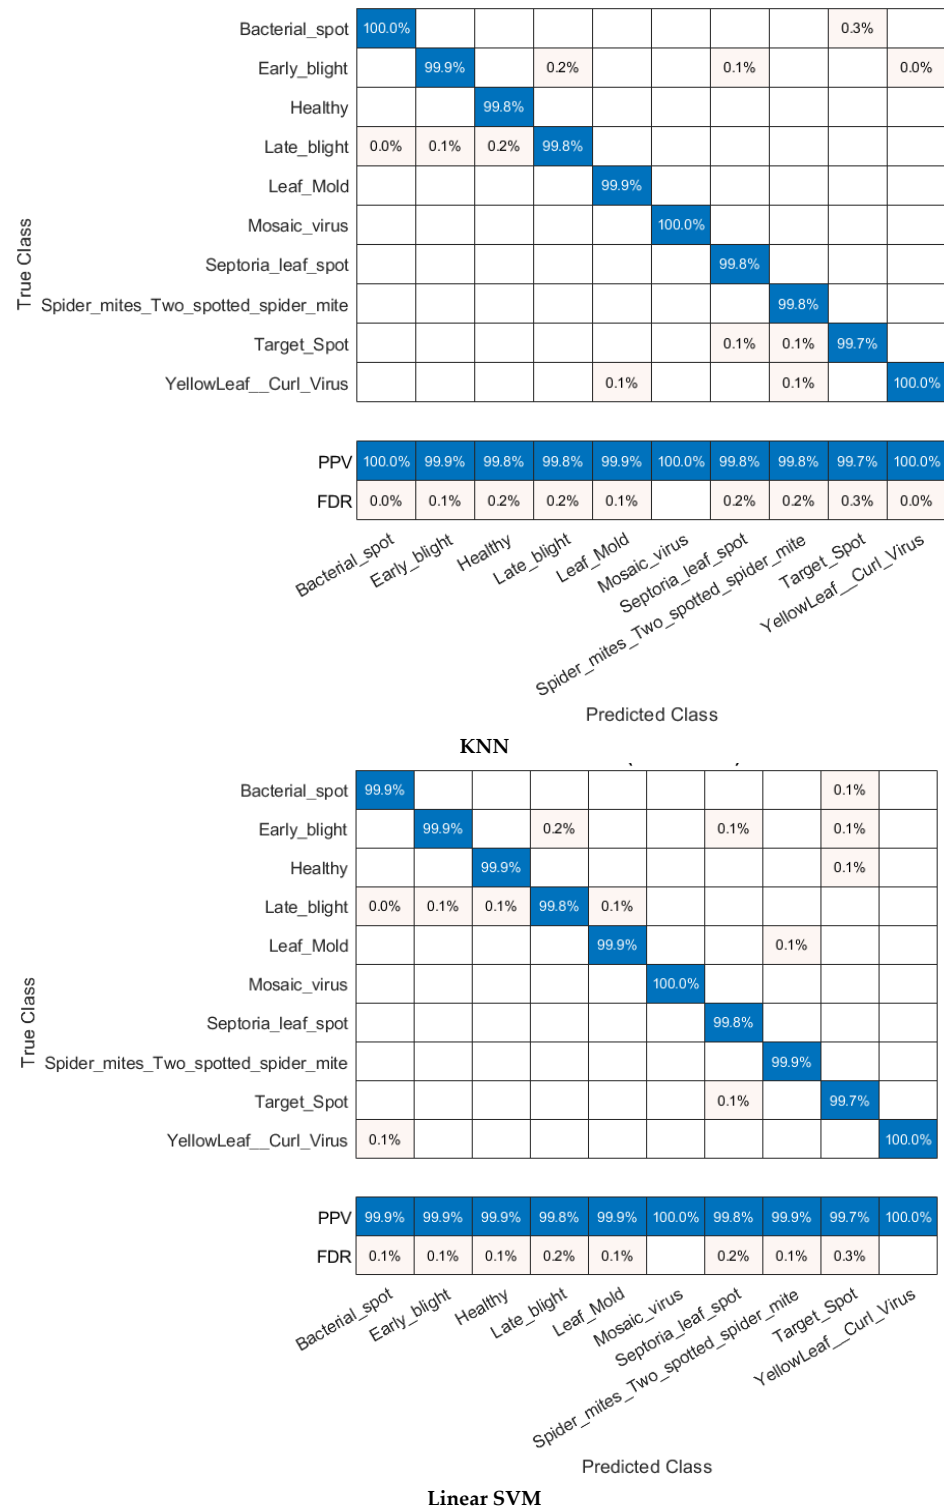 Bacterial_spot 100.0% 0.3%
Early_blight 99.9% 0.2% 0.1% 0.0%
Healthy 99.8%
Late_blight 0.0% 0.1% 0.2% 99.8%
Leaf_Mold 99.9%
Mosaic_virus 100.0%
Septoria_leaf_spot 99.8%
Spider_mites_Two_spotted_spider_mite 99.8%
Target_Spot 0.1% 0.1% 99.7%
YellowLeaf__Curl_Virus 0.1% 0.1% 100.0%
True Class
PPV 100.0% 99.9% 99.8% 99.8% 99.9% 100.0% 99.8% 99.8% 99.7% 100.0%
FDR 0.0% 0.1% 0.2% 0.2% 0.1% 0.2% 0.2% 0.3% 0.0%
Bacterial_spot
Early_blight
Healthy
Late_blight
Leaf_Mold
Mosaic_virus
Septoria_leaf_spot
Spider_mites_Two_spotted_spider_mite
Target_Spot
YellowLeaf__Curl_Virus
Predicted Class
KNN
Bacterial_spot 99.9% 0.1%
Early_blight 99.9% 0.2% 0.1% 0.1%
Healthy 99.9% 0.1%
Late_blight 0.0% 0.1% 0.1% 99.8% 0.1%
Leaf_Mold 99.9% 0.1%
Mosaic_virus 100.0%
Septoria_leaf_spot 99.8%
Spider_mites_Two_spotted_spider_mite 99.9%
Target_Spot 0.1% 99.7%
YellowLeaf__Curl_Virus 0.1% 100.0%
True Class
PPV 99.9% 99.9% 99.9% 99.8% 99.9% 100.0% 99.8% 99.9% 99.7% 100.0%
FDR 0.1% 0.1% 0.1% 0.2% 0.1% 0.2% 0.1% 0.3%
Bacterial_spot
Early_blight
Healthy
Late_blight
Leaf_Mold
Mosaic_virus
Septoria_leaf_spot
Spider_mites_Two_spotted_spider_mite
Target_Spot
YellowLeaf__Curl_Virus
Predicted Class
Linear SVM